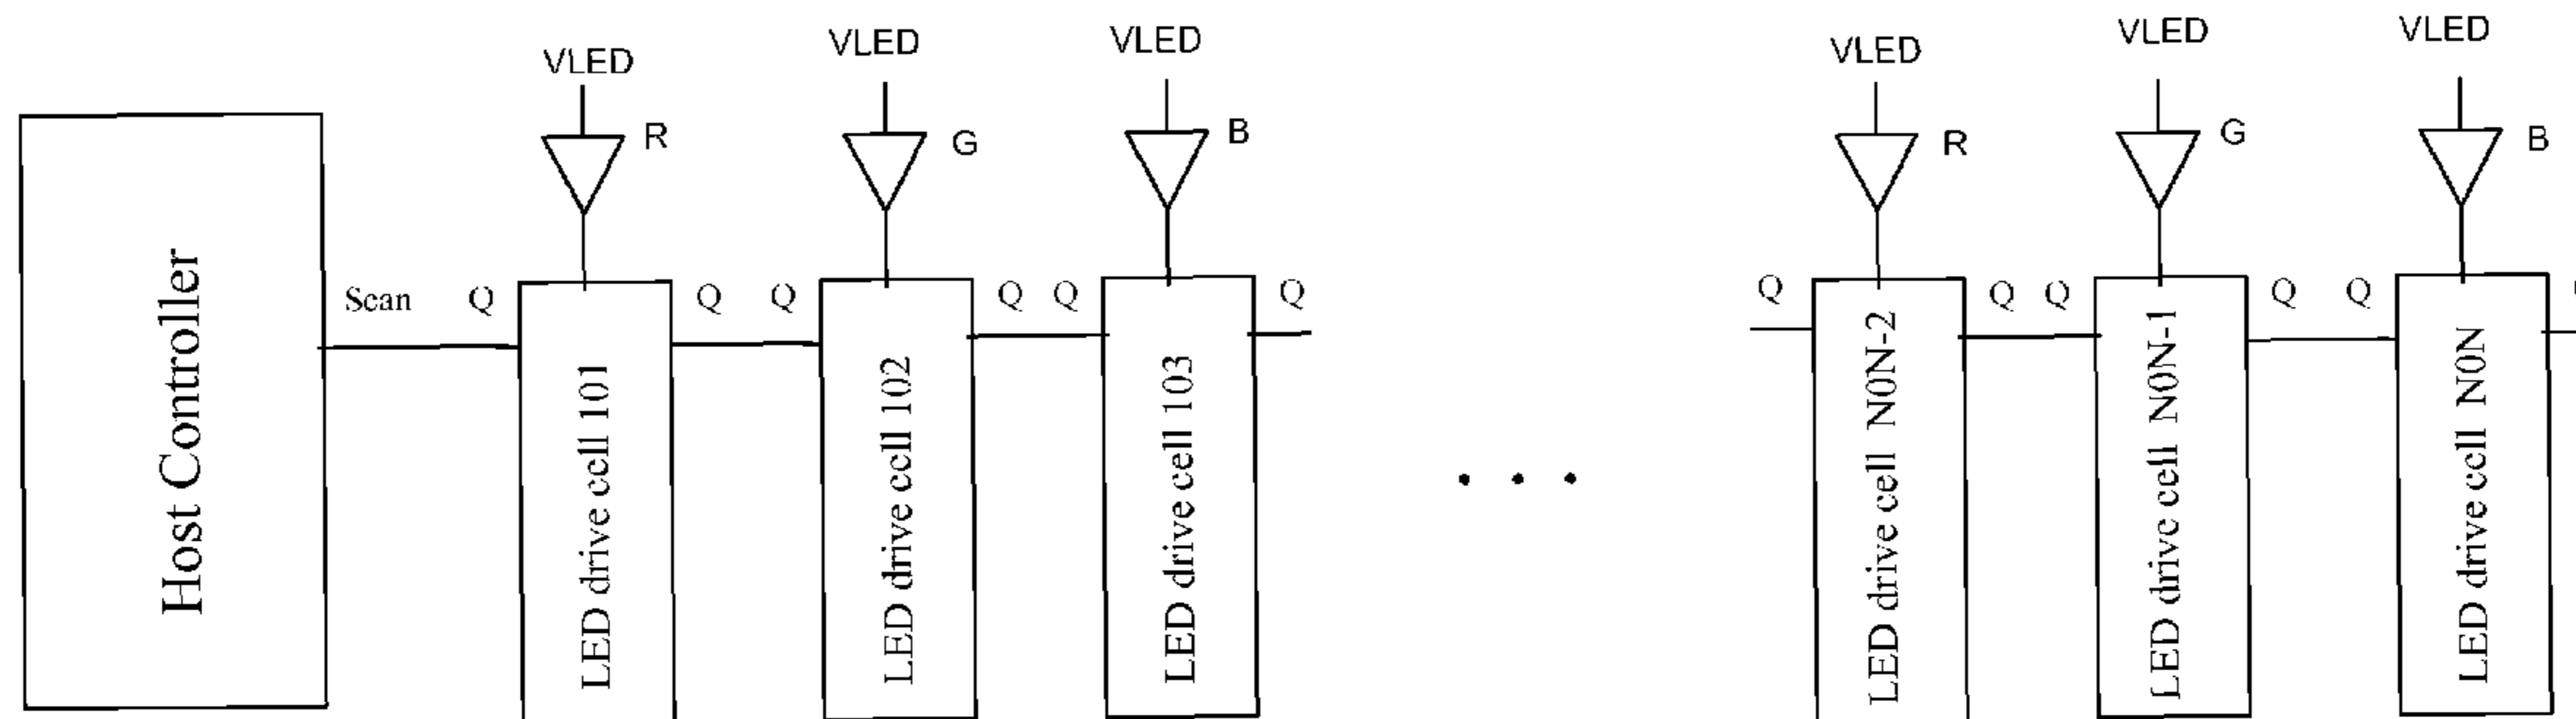 VLED
VLED
VLED
VLED
VLED
VLED
R
G
B
R
G
B
Host Controller
Scan
Q
Q
Q
Q
Q
Q
Q
Q
Q
Q
Q
LED drive cell 101
LED drive cell 102
LED drive cell 103
. . .
LED drive cell N0N-2
LED drive cell N0N-1
LED drive cell N0N